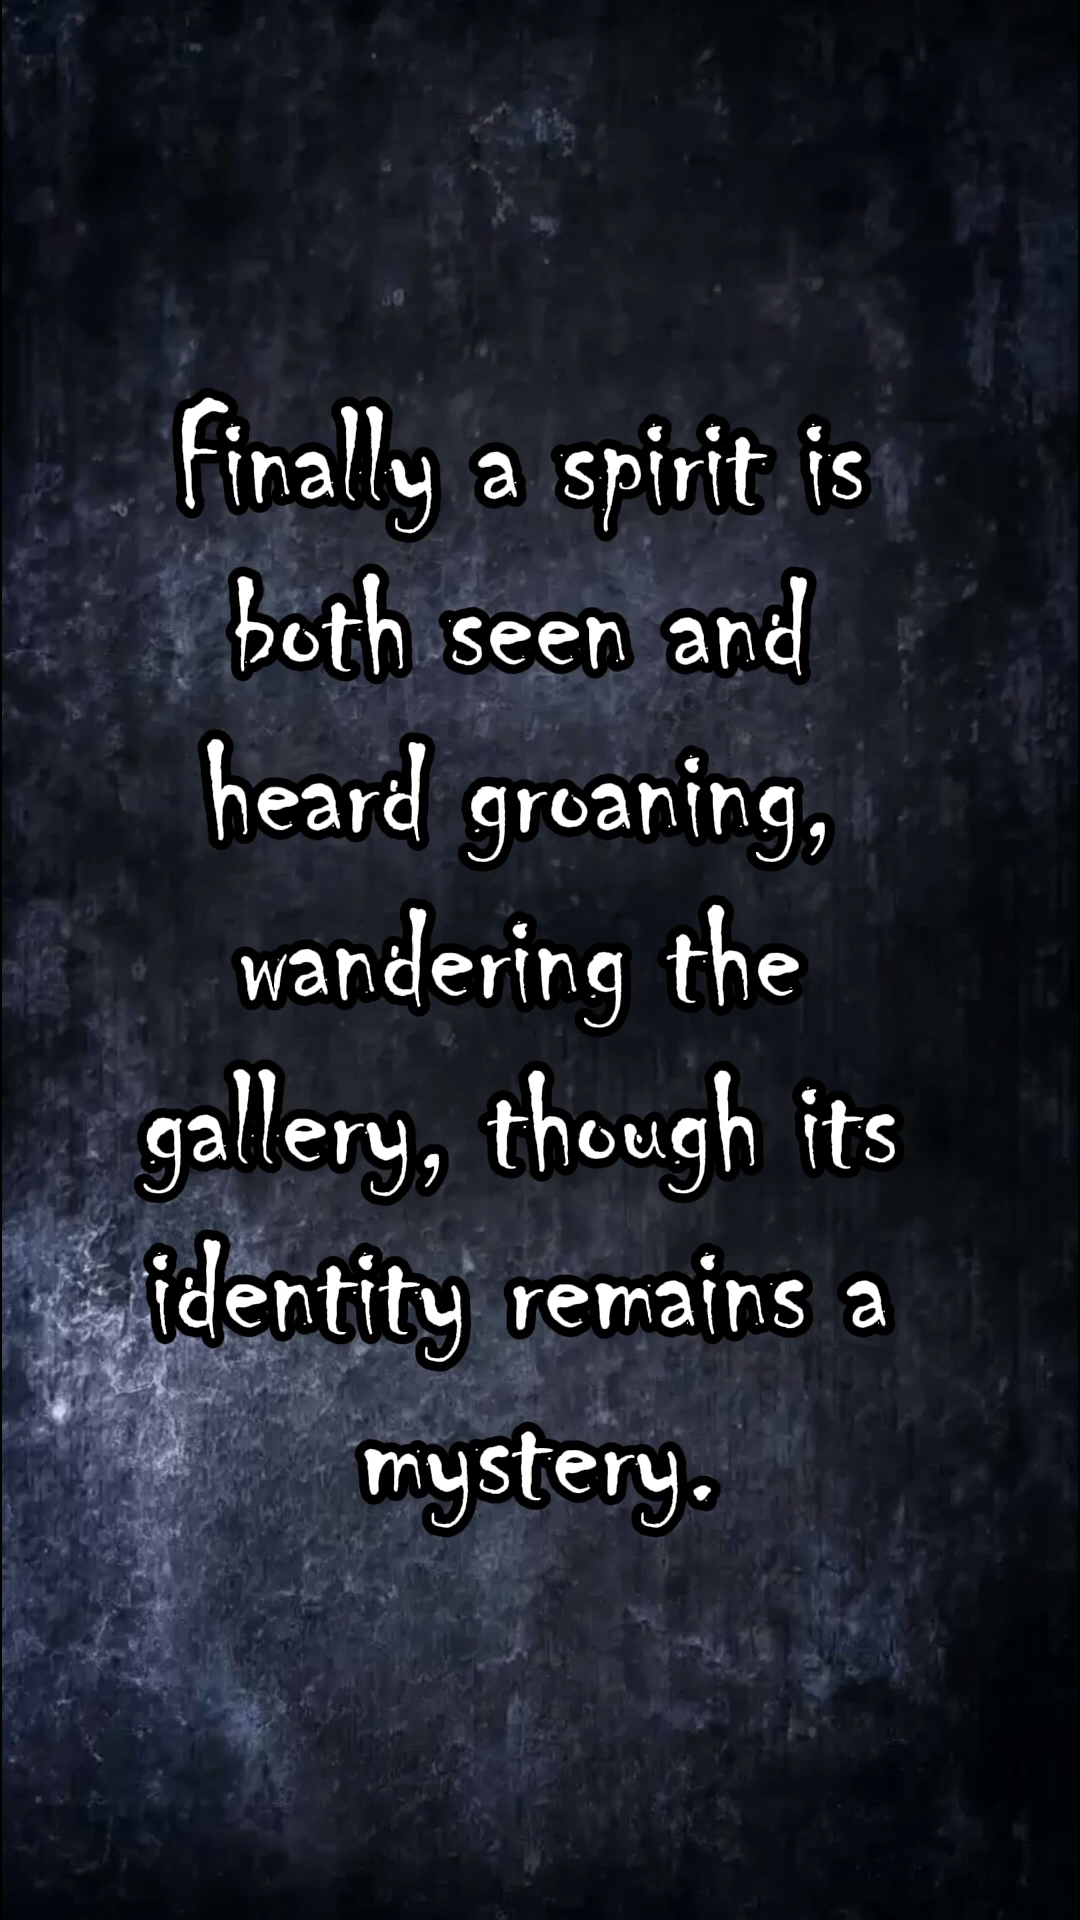 Finally a spirit is
both seen and
heard groaning,
wandering the
gallery, though its
identity remains a
mystery.